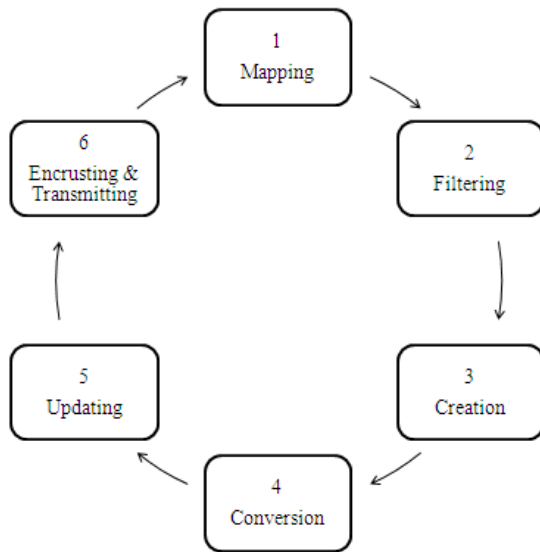 1
Mapping
2
Filtering
3
Creation
4
Conversion
5
Updating
6
Encrusting &
Transmitting